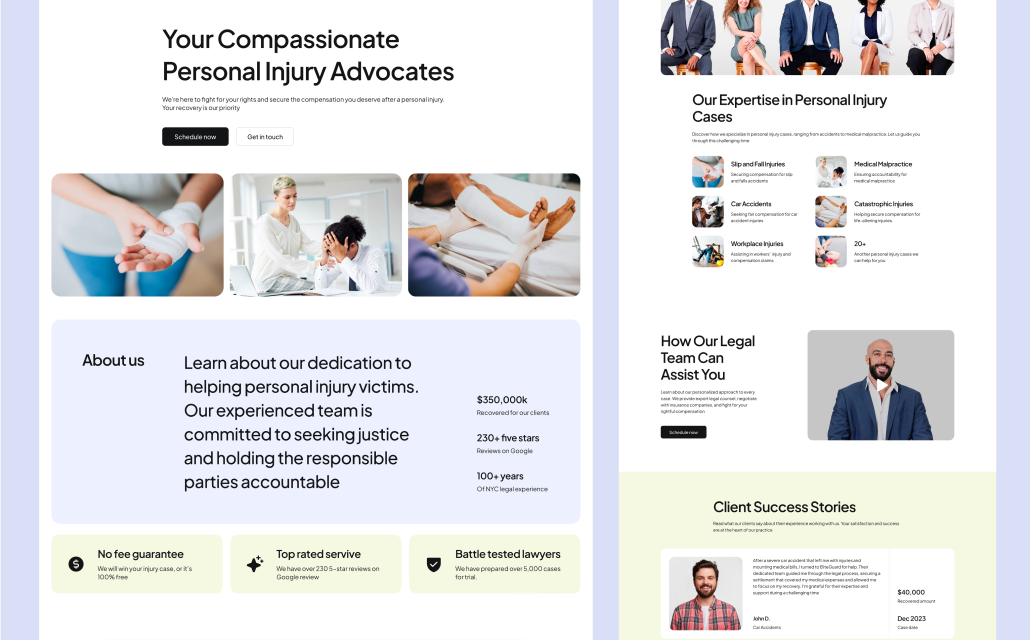 Your Compassionate
Personal Injury Advocates
We're here to fight for your rights and secure the compensation you deserve after a personal injury.
Your recovery is our priority
Schedule now
Get in touch
About us
Learn about our dedication to
helping personal injury victims.
Our experienced team is
committed to seeking justice
and holding the responsible
parties accountable
$350,000k
Recovered for our clients
230+ five stars
Reviews on Google
100+ years
Of NYC legal experience
No fee guarantee
We will win your injury case, or it's
100% free
Top rated servive
We have over 230 5-star reviews on
Google review
Battle tested lawyers
We have prepared over 5,000 cases
for trial.
Our Expertise in Personal Injury
Cases
Discover how we specialize in personal injury cases, ranging from accidents to medical malpractice. Let us guide you
through this challenging time
Slip and Fall Injuries
Securing compensation for slip
and falls accidents
Medical Malpractice
Ensuring accountability for
medical malpractice
Car Accidents
Seeking fair compensation for car
accident injuries
Catastrophic Injuries
Helping secure compensation for
life-altering injuries.
Workplace Injuries
Assisting in workers' injury and
compensation claims
20+
Another personal injury cases we
can help for you
How Our Legal
Team Can
Assist You
Learn about our personalized approach to every
case. We provide expert legal counsel, negotiate
with insurance companies, and fight for your
rightful compensation
Schedule now
Client Success Stories
Read what our clients say about their experience working with us. Your satisfaction and success
are at the heart of our practice
After a severe car accident that left me with injuries and
mounting medical bills, I turned to EliteGuard for help. Their
dedicated team guided me through the legal process, securing a
settlement that covered my medical expenses and allowed me
to focus on my recovery. I'm grateful for their expertise and
support during a challenging time
John D.
Car Accidents
$40,000
Recovered amount
Dec 2023
Case date